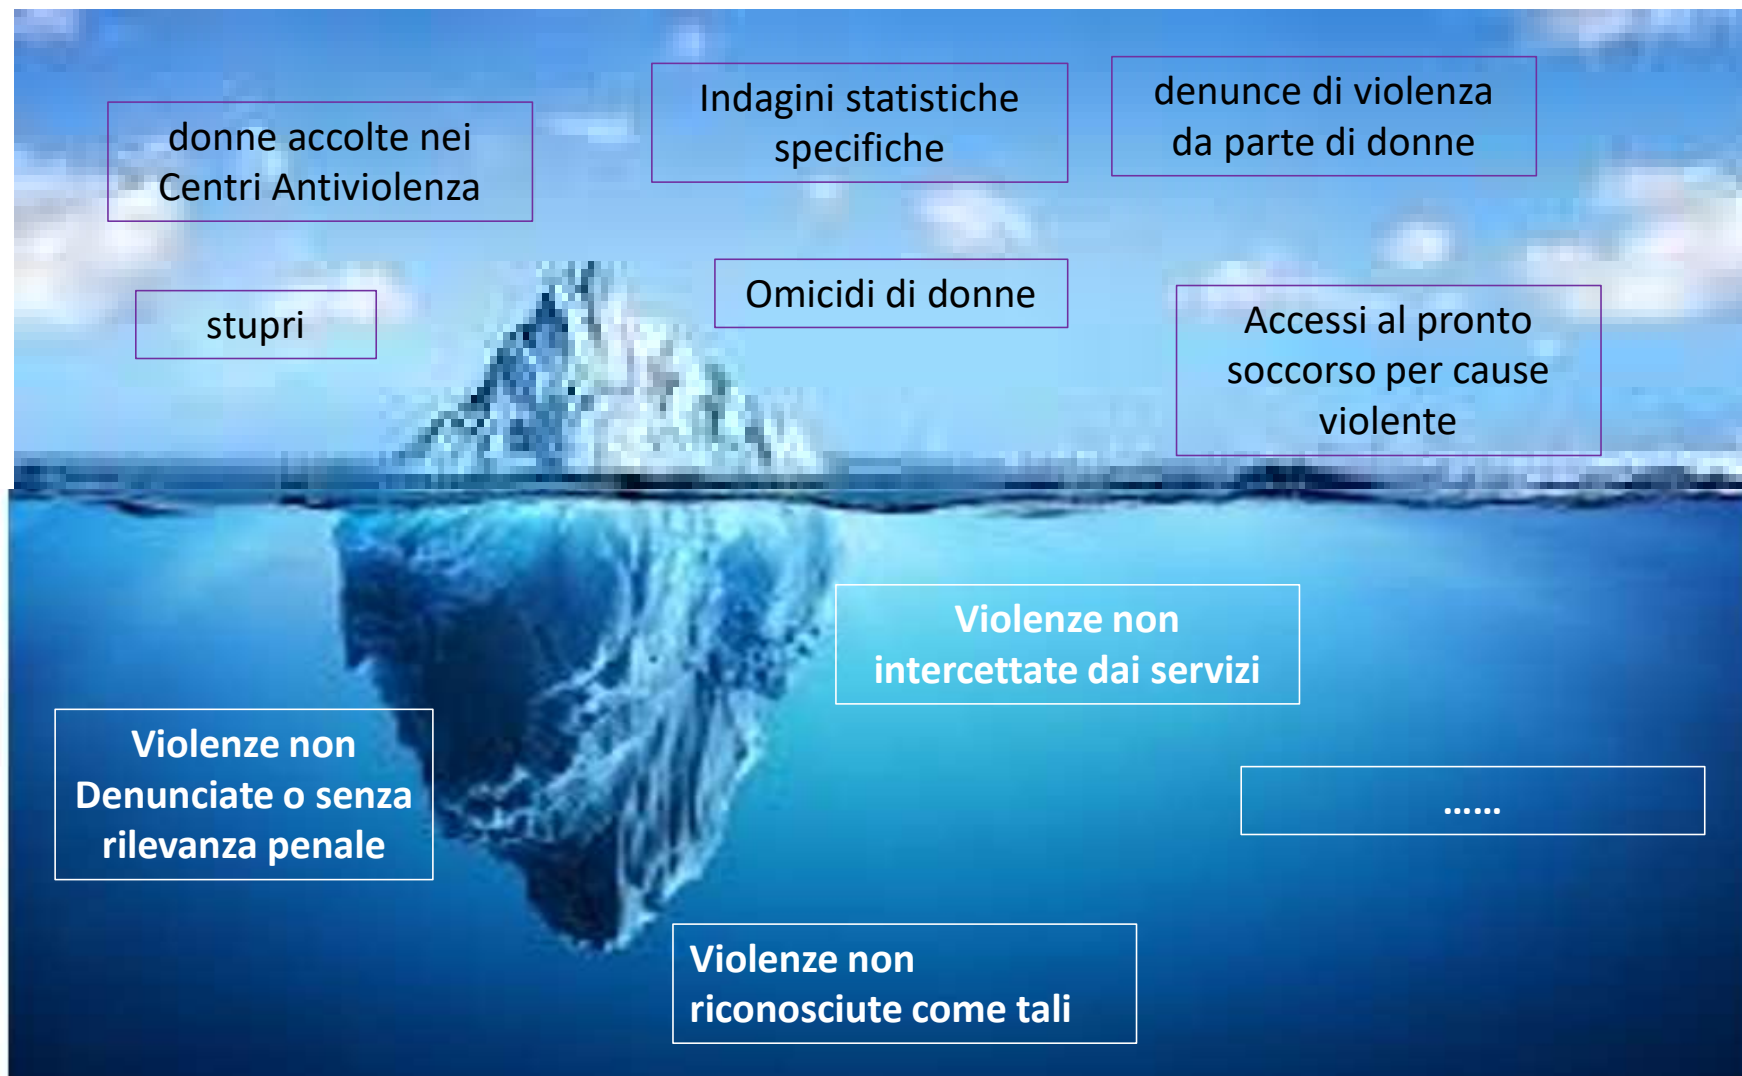 donne accolte nei
Centri Antiviolenza
Indagini statistiche
specifiche
denunce di violenza
da parte di donne
stupri
Omicidi di donne
Accessi al pronto
soccorso per cause
violente
Violenze non
intercettate dai servizi
Violenze non
Denunciate o senza
rilevanza penale
……
Violenze non
riconosciute come tali